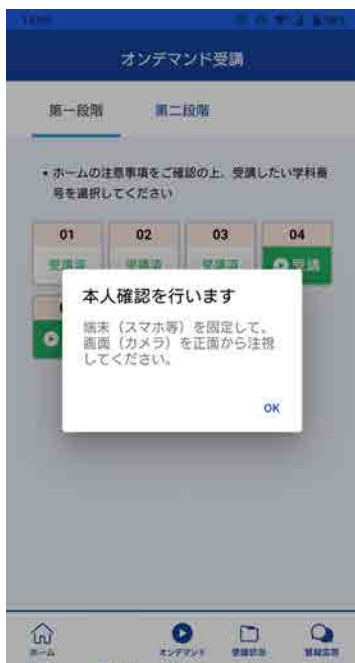 オンデマンド受講
第一段階
第二段階
• ホームの注意事項をご確認の上、受講したい学科番
号を選択してください
01
02
03
04
受講済
受講済
受講済
受講
本人確認を行います
端末（スマホ等）を固定して、
画面（カメラ）を正面から注視
してください。
OK
ホーム
オンデマンド
受講状況